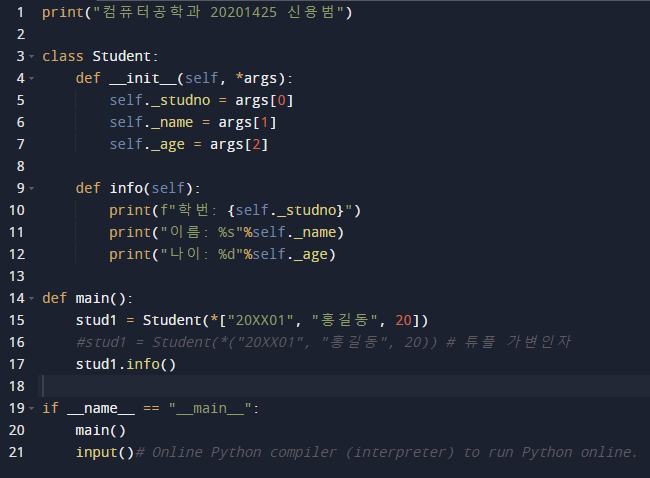 1 print("컴퓨터공학과 20201425 신용범")
2
3 class Student:
4     def __init__(self, *args):
5         self._studno = args[0]
6         self._name = args[1]
7         self._age = args[2]
8
9     def info(self):
10         print(f"학번: {self._studno}")
11         print("이름: %s"%self._name)
12         print("나이: %d"%self._age)
13
14 def main():
15     stud1 = Student(*["20XX01", "홍길동", 20])
16     #stud1 = Student(*("20XX01", "홍길동", 20)) # 튜플 가변인자
17     stud1.info()
18
19 if __name__ == "__main__":
20     main()
21     input()# Online Python compiler (interpreter) to run Python online.